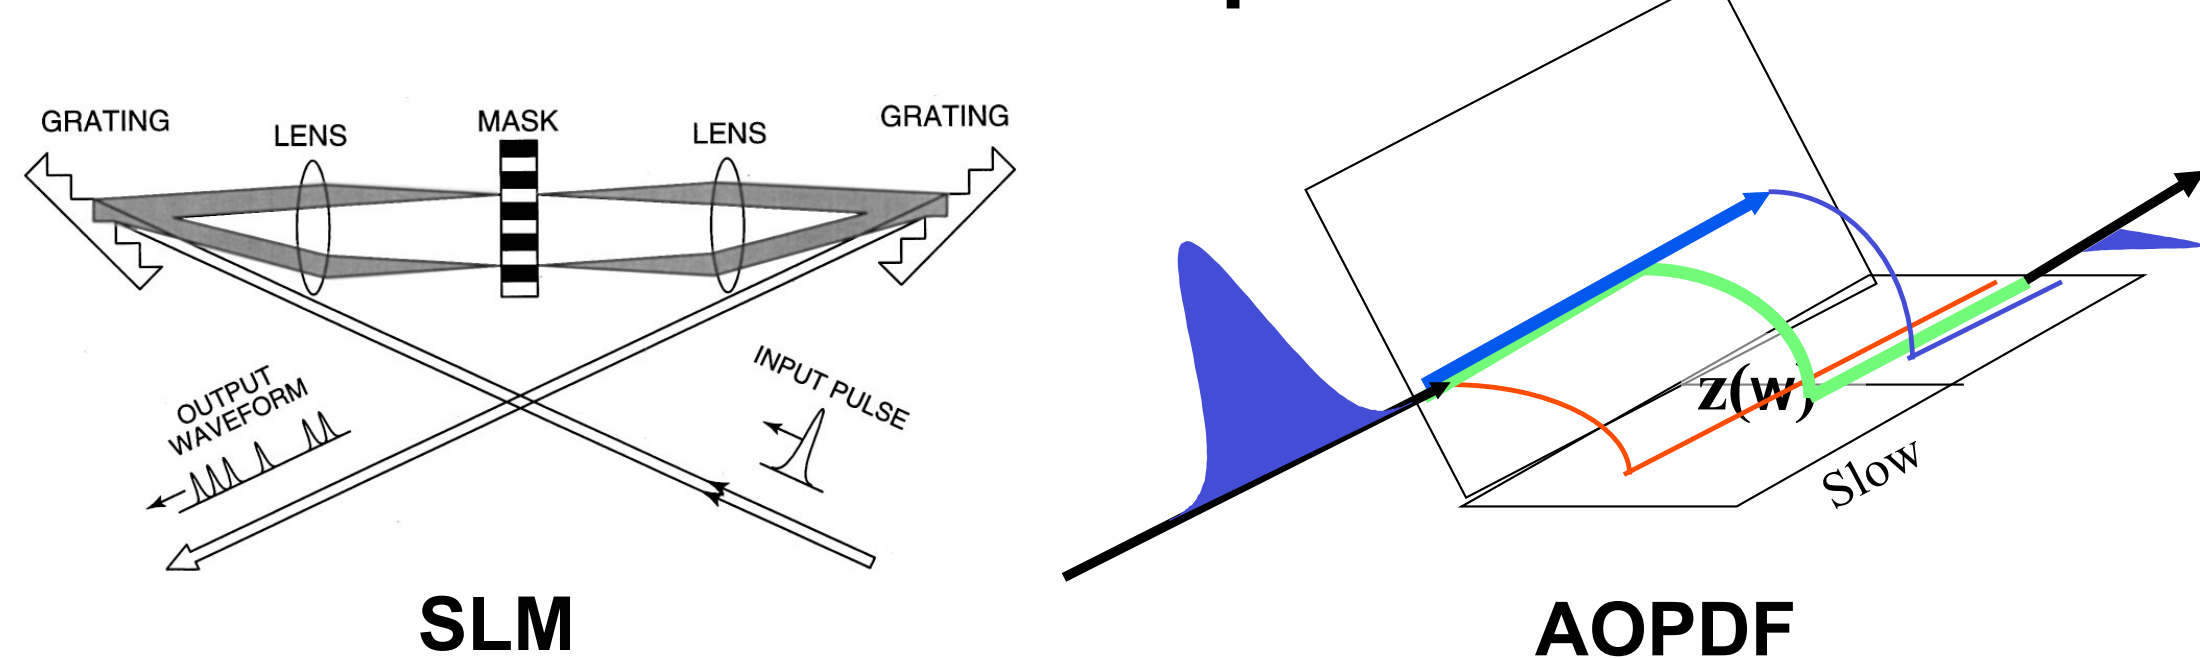 GRATING
LENS
MASK
LENS
GRATING
OUTPUT
WAVEFORM
INPUT PULSE
SLM
z(w)
Slow
AOPDF